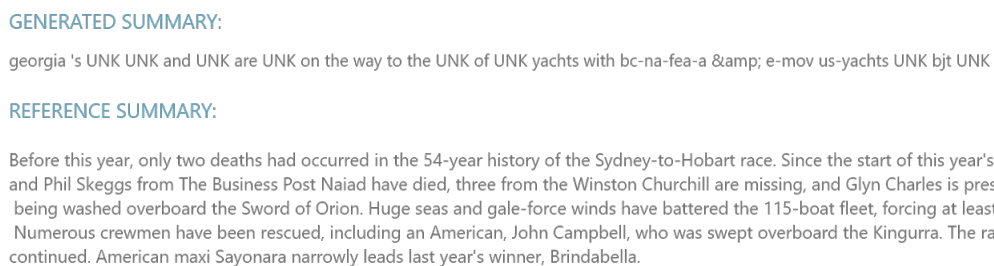 GENERATED SUMMARY:
georgia 's UNK UNK and UNK are UNK on the way to the UNK of UNK yachts with bc-na-fea-a &amp; e-mov us-yachts UNK bjt UNK
REFERENCE SUMMARY:
Before this year, only two deaths had occurred in the 54-year history of the Sydney-to-Hobart race. Since the start of this year's
and Phil Skeggs from The Business Post Naiad have died, three from the Winston Churchill are missing, and Glyn Charles is
being washed overboard the Sword of Orion. Huge seas and gale-force winds have battered the 115-boat fleet, forcing at least
Numerous crewmen have been rescued, including an American, John Campbell, who was swept overboard the Kingurra. The
continued. American maxi Sayonara narrowly leads last year's winner, Brindabella.